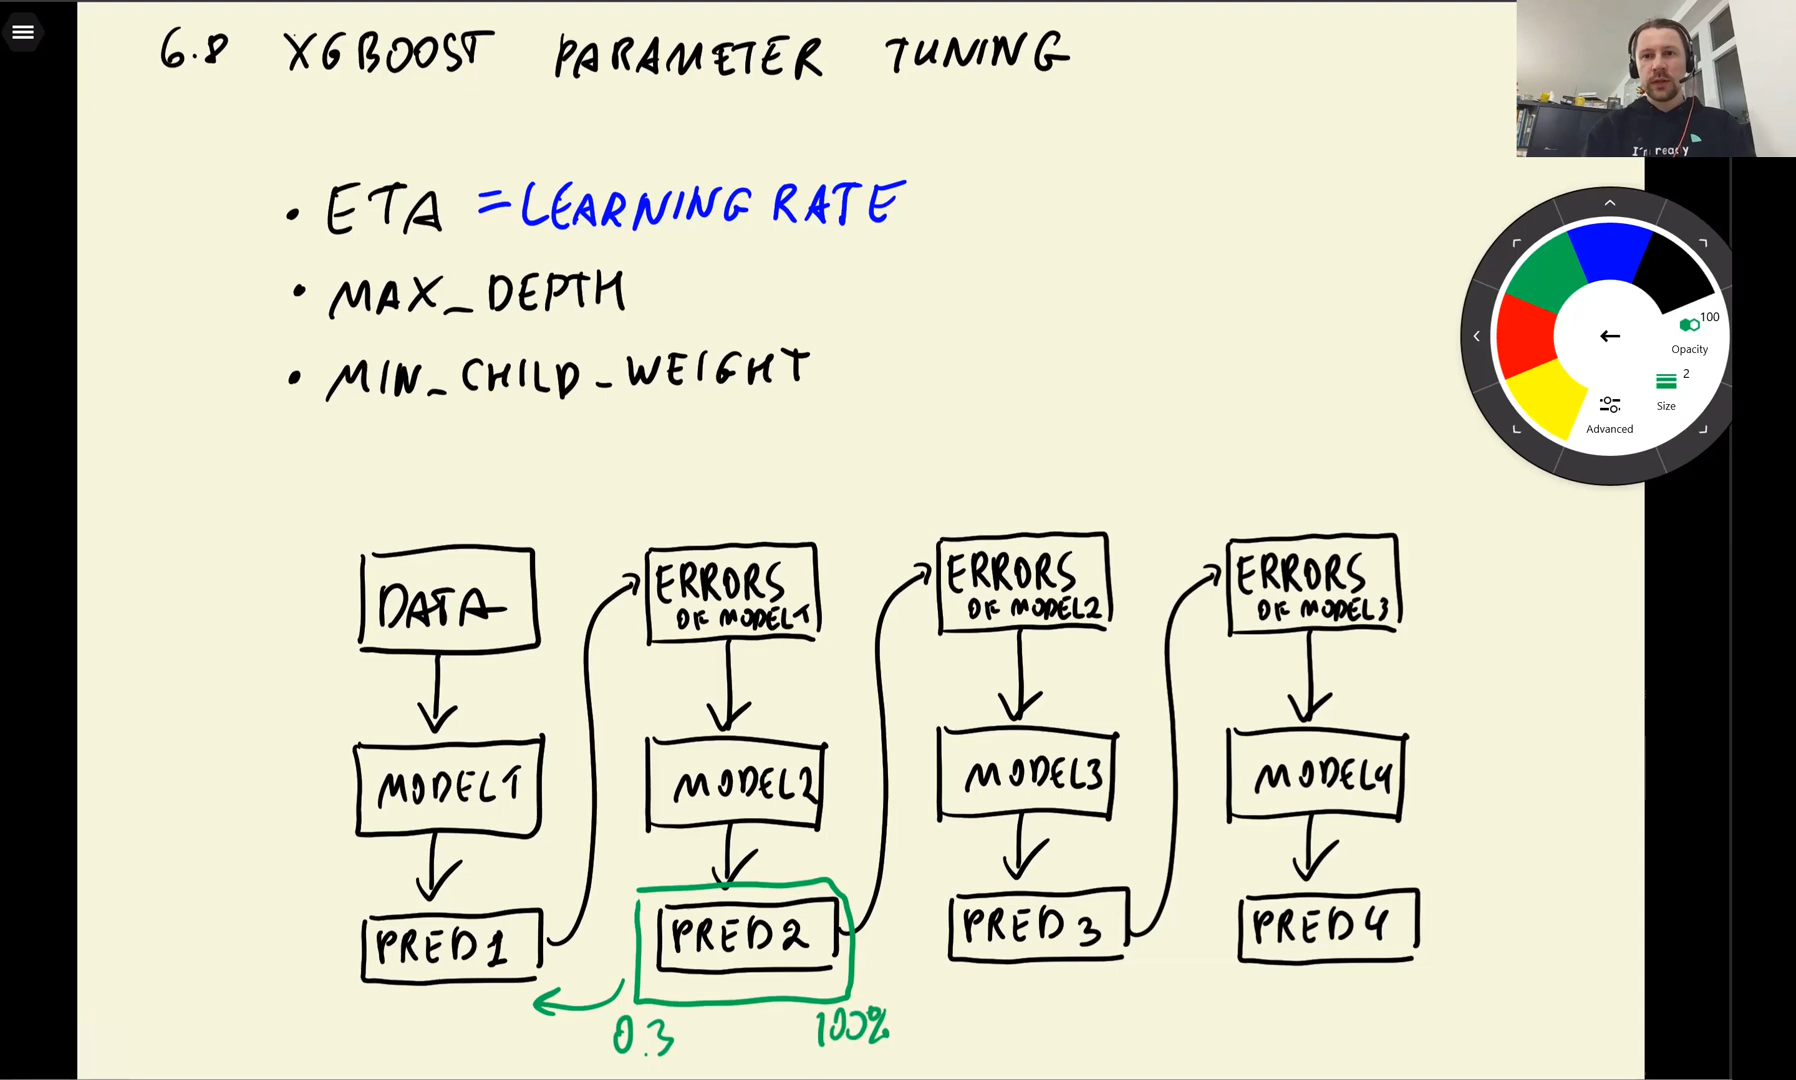 6.8 XGBOOST PARAMETER TUNING
I'm ready
• ETA = LEARNING RATE
• MAX_DEPTH
• MIN_CHILD_WEIGHT
100
Opacity
2
Size
Advanced
DATA
ERRORS
OF MODEL1
ERRORS
OF MODEL2
ERRORS
OF MODEL3
MODEL1
MODEL2
MODEL3
MODEL4
PRED1
PRED2
PRED3
PRED4
0.3
100%